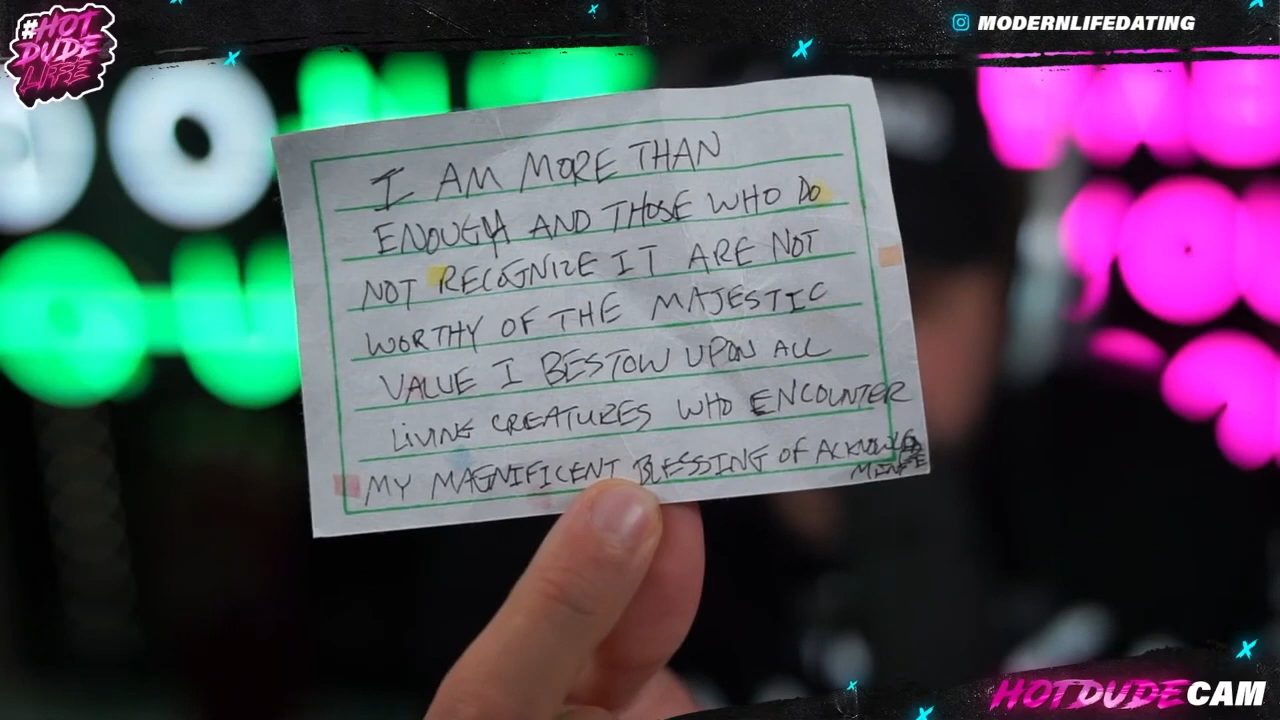 #HOT
DUDE
LIFE
MODERNLIFEDATING
I AM MORE THAN
ENOUGH AND THOSE WHO DO
NOT RECOGNIZE IT ARE NOT
WORTHY OF THE MAJESTIC
VALUE I BESTOW UPON ALL
LIVING CREATURES WHO ENCOUNTER
MY MAGNIFICENT BLESSING OF
HOTDUDECAM